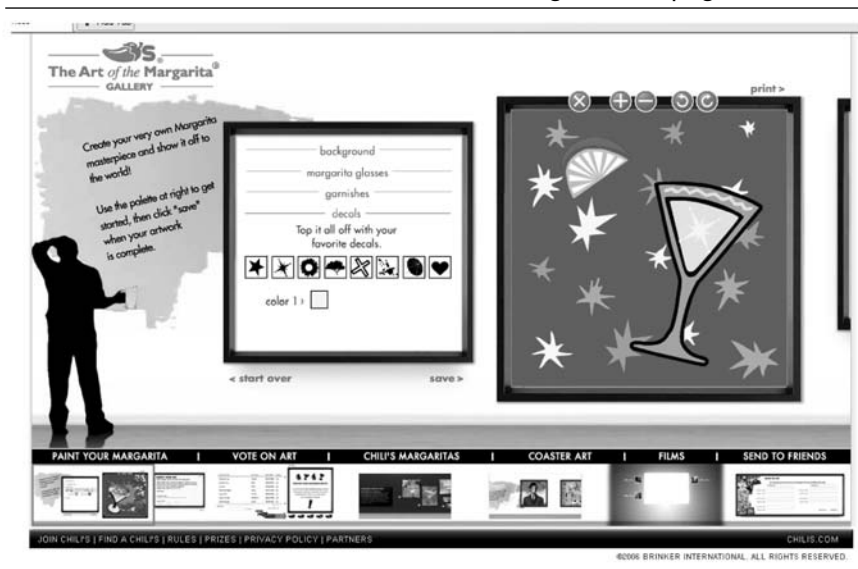 'S.
The Art of the Margarita®
GALLERY
Create your very own Margarita
masterpiece and show it off to
the world!
Use the palette at right to get
started, then click "save"
when your artwork
is complete.
background
margarita glasses
garnishes
decals
Top it all off with your
favorite decals.
color 1 >
< start over save >
print >
PAINT YOUR MARGARITA | VOTE ON ART | CHILI'S MARGARITAS | COASTER ART | FILMS | SEND TO FRIENDS
JOIN CHILI'S | FIND A CHILI'S | RULES | PRIZES | PRIVACY POLICY | PARTNERS CHILIS.COM
©2006 BRINKER INTERNATIONAL. ALL RIGHTS RESERVED.